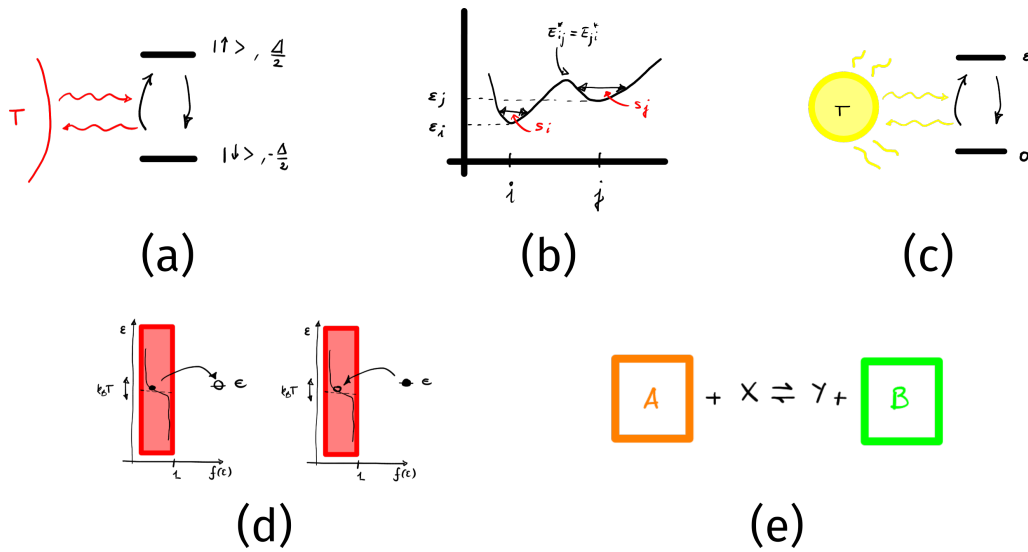 T
|↑>, Δ/2
|↓>, -Δ/2
(a)
E*ij = E*ji
εj
εi
si
sj
i
j
(b)
T
ε
0
(c)
ε
kBT
ϵ
1
f(ε)
ε
kBT
ϵ
1
f(ε)
(d)
A + X ⇌ Y + B
(e)